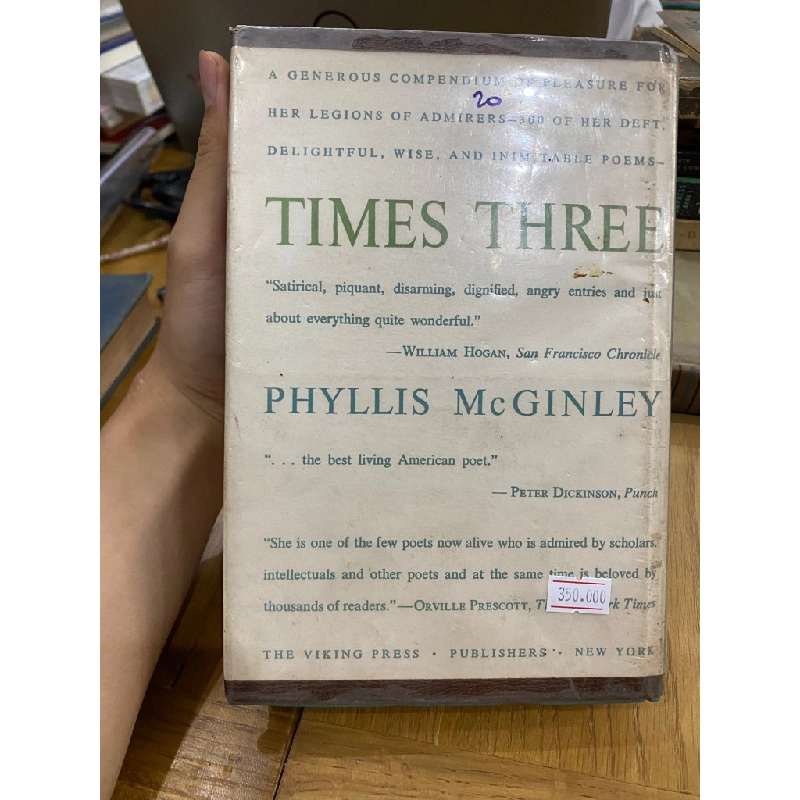 A GENEROUS COMPENDIUM OF PLEASURE FOR
20
HER LEGIONS OF ADMIRERS—300 OF HER DEFT,
DELIGHTFUL, WISE, AND INIMITABLE POEMS—
TIMES THREE
"Satirical, piquant, disarming, dignified, angry entries and just
about everything quite wonderful."
—WILLIAM HOGAN, San Francisco Chronicle
PHYLLIS McGINLEY
". . . the best living American poet."
— PETER DICKINSON, Punch
"She is one of the few poets now alive who is admired by scholars,
intellectuals and other poets and at the same time is beloved by
350.000
thousands of readers."—ORVILLE PRESCOTT, Times
THE VIKING PRESS · PUBLISHERS · NEW YORK